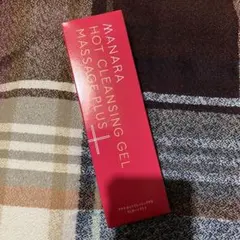 MANARA
HOT CLEANSING GEL
MASSAGE PLUS
+